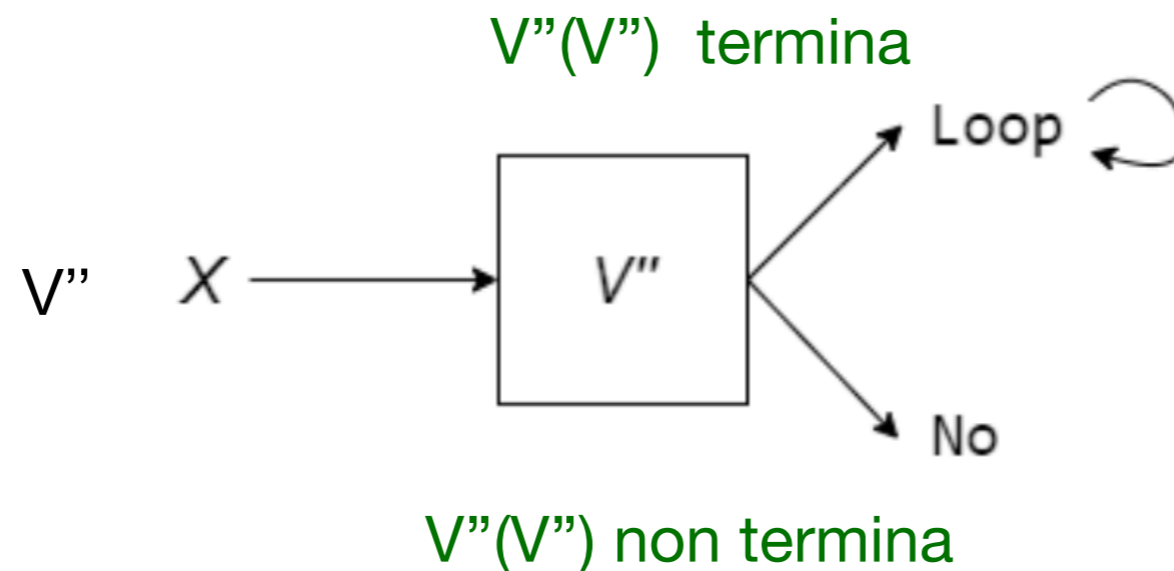 V”(V”) termina
Loop
V” X V″
No
V”(V”) non termina